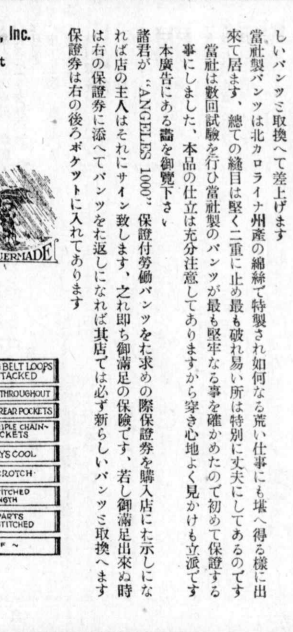 しいパンツミ取換へて差上げます
當社製パンツは北カロライナ州産の綿絲で特製され如何なる荒い仕事にも堪へ得る様に出
來て居ます、總ての縫目は堅く二重に止め最も破れ易い所は特別に丈夫にしてあるのです
當社は數回試驗を行ひ當社製のパンツが最も堅牢なる事を確かめたので初めて保證する
事にしました、本品の仕立は充分注意してありますから穿き心地よく見かけも立派です
本廣告にある畵を御覽下さい
諸君が “ANGELES 1000” 保證付勞働パンツをお求めの際保證券を購入店にお示しにな
れば店の主人はそれにサイン致します、之れ即ち御滿足の保險です、若し御滿足出來ぬ時
は右の保證券に添へてパンツをお返しになれば其店では必ず新らしいパンツミ取換へます
保證券は右の後ろポケツトに入れてあります
, Inc.
t
UERMADE
BELT LOOPS
TACKED
THROUGHOUT
REAR POCKETS
IPLE CHAIN-
CKETS
YS COOL
CROTCH
TITCHED
NGTH
PARTS
STITCHED